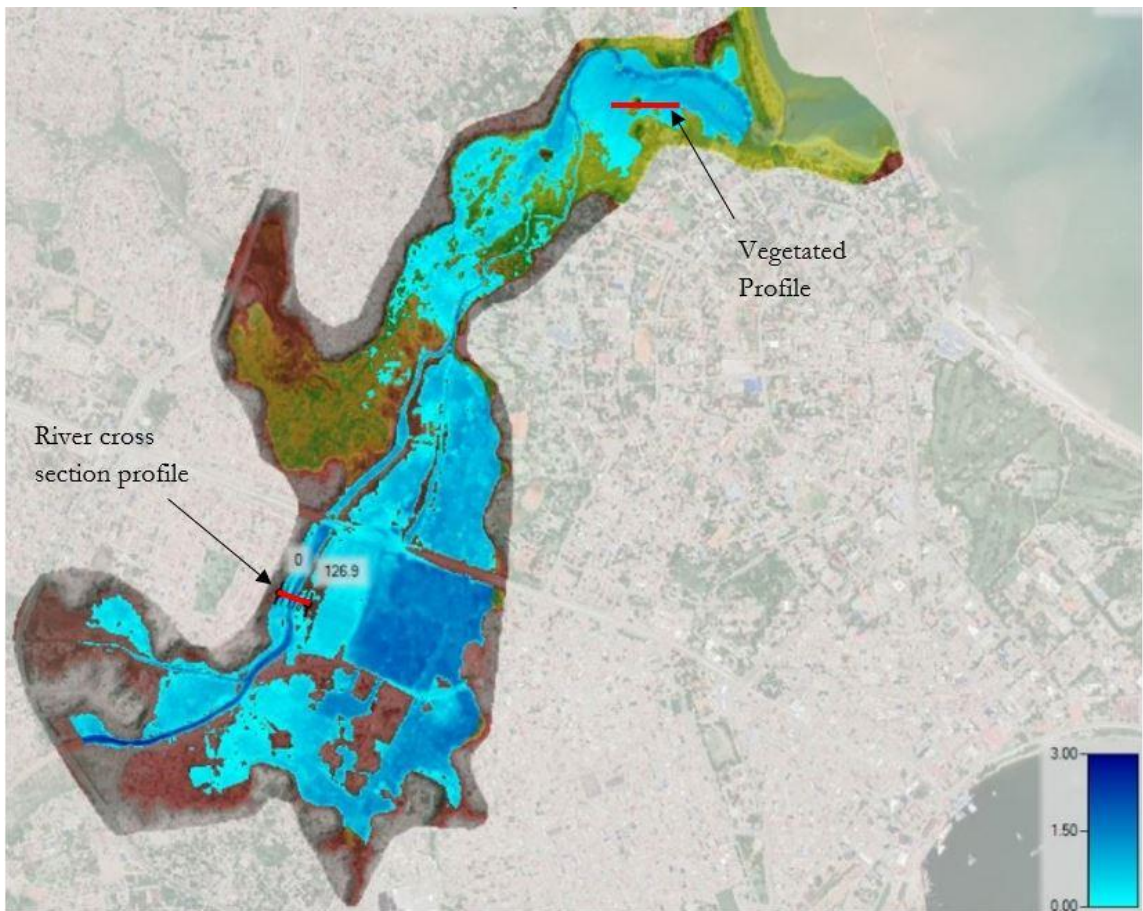 Vegetated
Profile
River cross
section profile
0
126.9
3.00
1.50
0.00